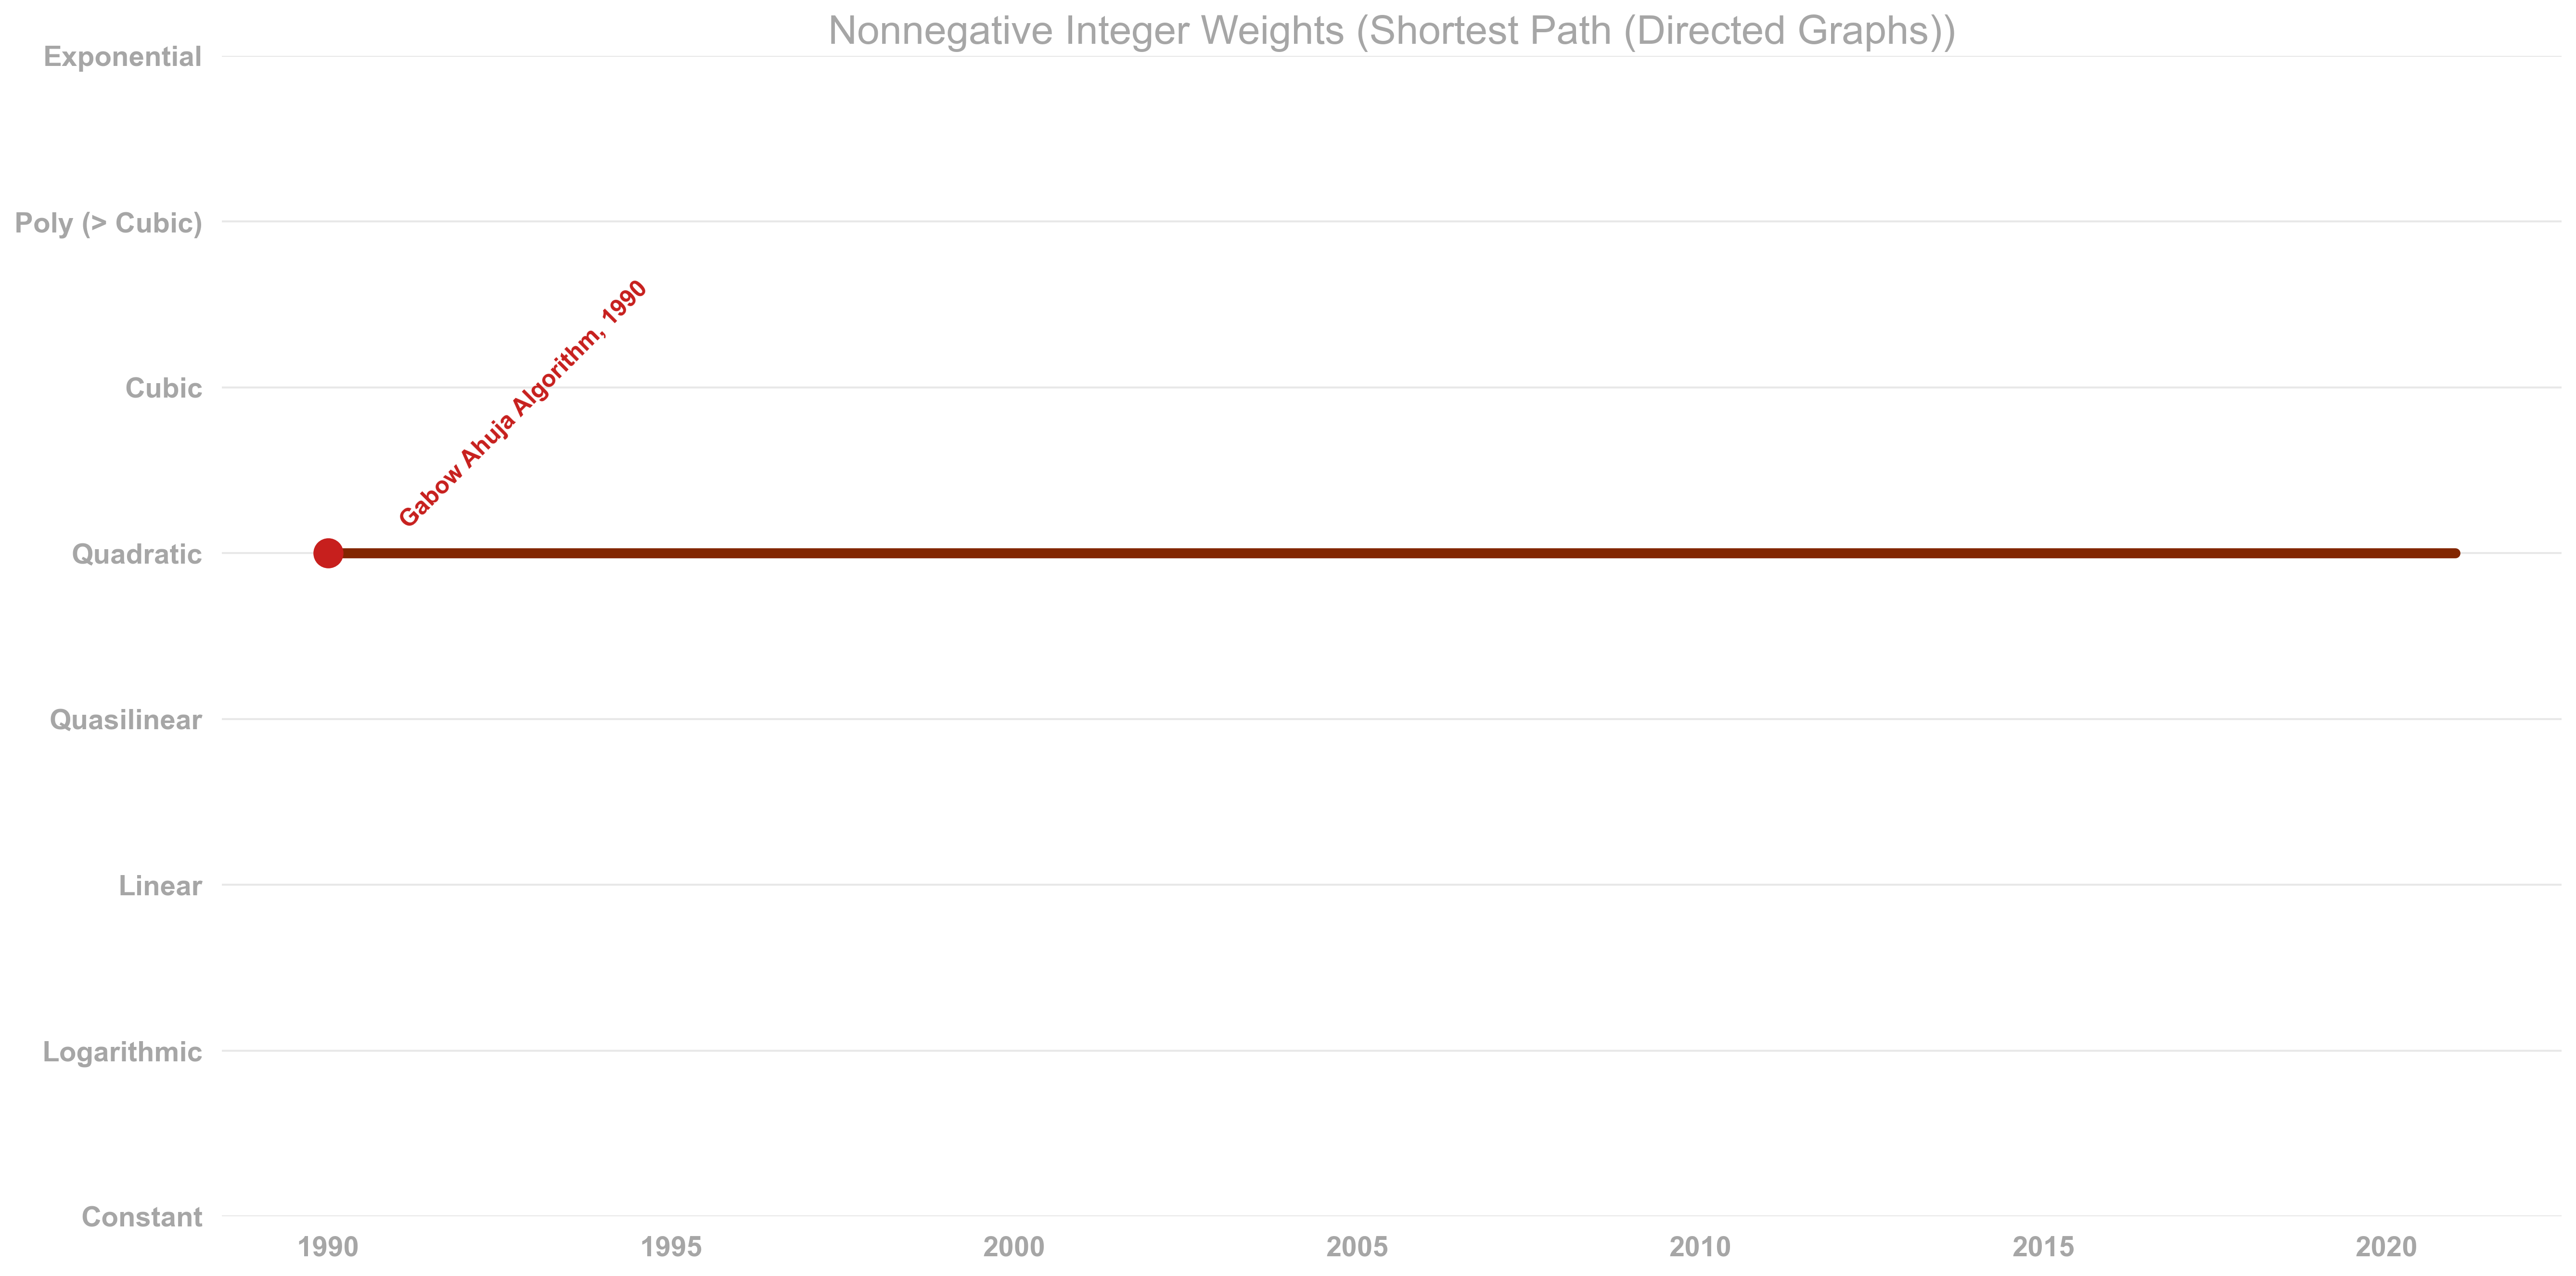 Nonnegative Integer Weights (Shortest Path (Directed Graphs))
Exponential
Poly (> Cubic)
Cubic
Quadratic
Quasilinear
Linear
Logarithmic
Constant
Gabow Ahuja Algorithm, 1990
1990 1995 2000 2005 2010 2015 2020